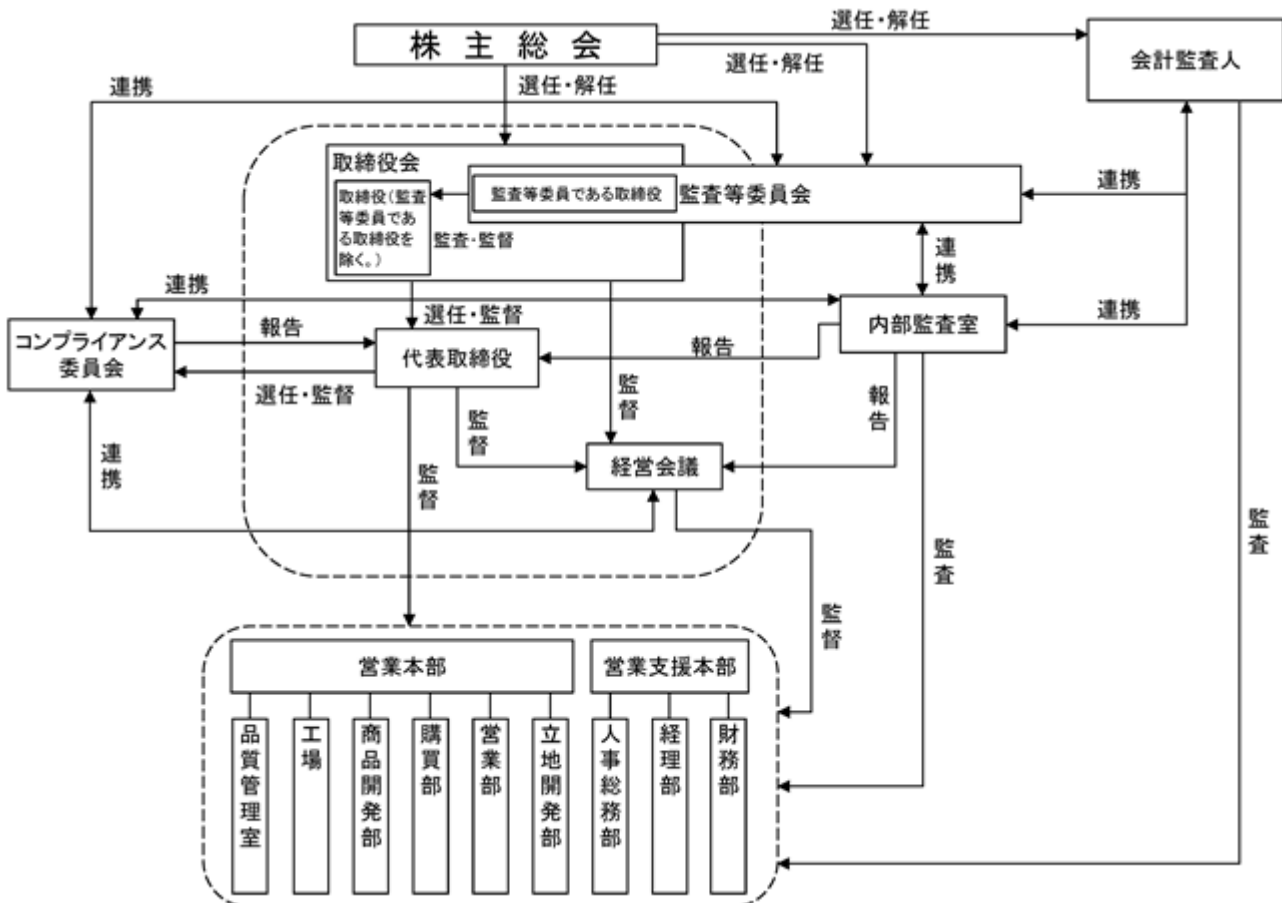 選任・解任
株主総会
会計監査人
選任・解任
連携
選任・解任
取締役会
監査等委員である取締役
監査等委員会
取締役(監査
等委員であ
る取締役を
除く。)
監査・監督
連携
連携
連携
選任・監督
内部監査室
連携
コンプライアンス
委員会
報告
代表取締役
報告
選任・監督
監督
監督
報告
連携
監督
経営会議
監査
監査
監督
営業本部
営業支援本部
品質管理室
工場
商品開発部
購買部
営業部
立地開発部
人事総務部
経理部
財務部